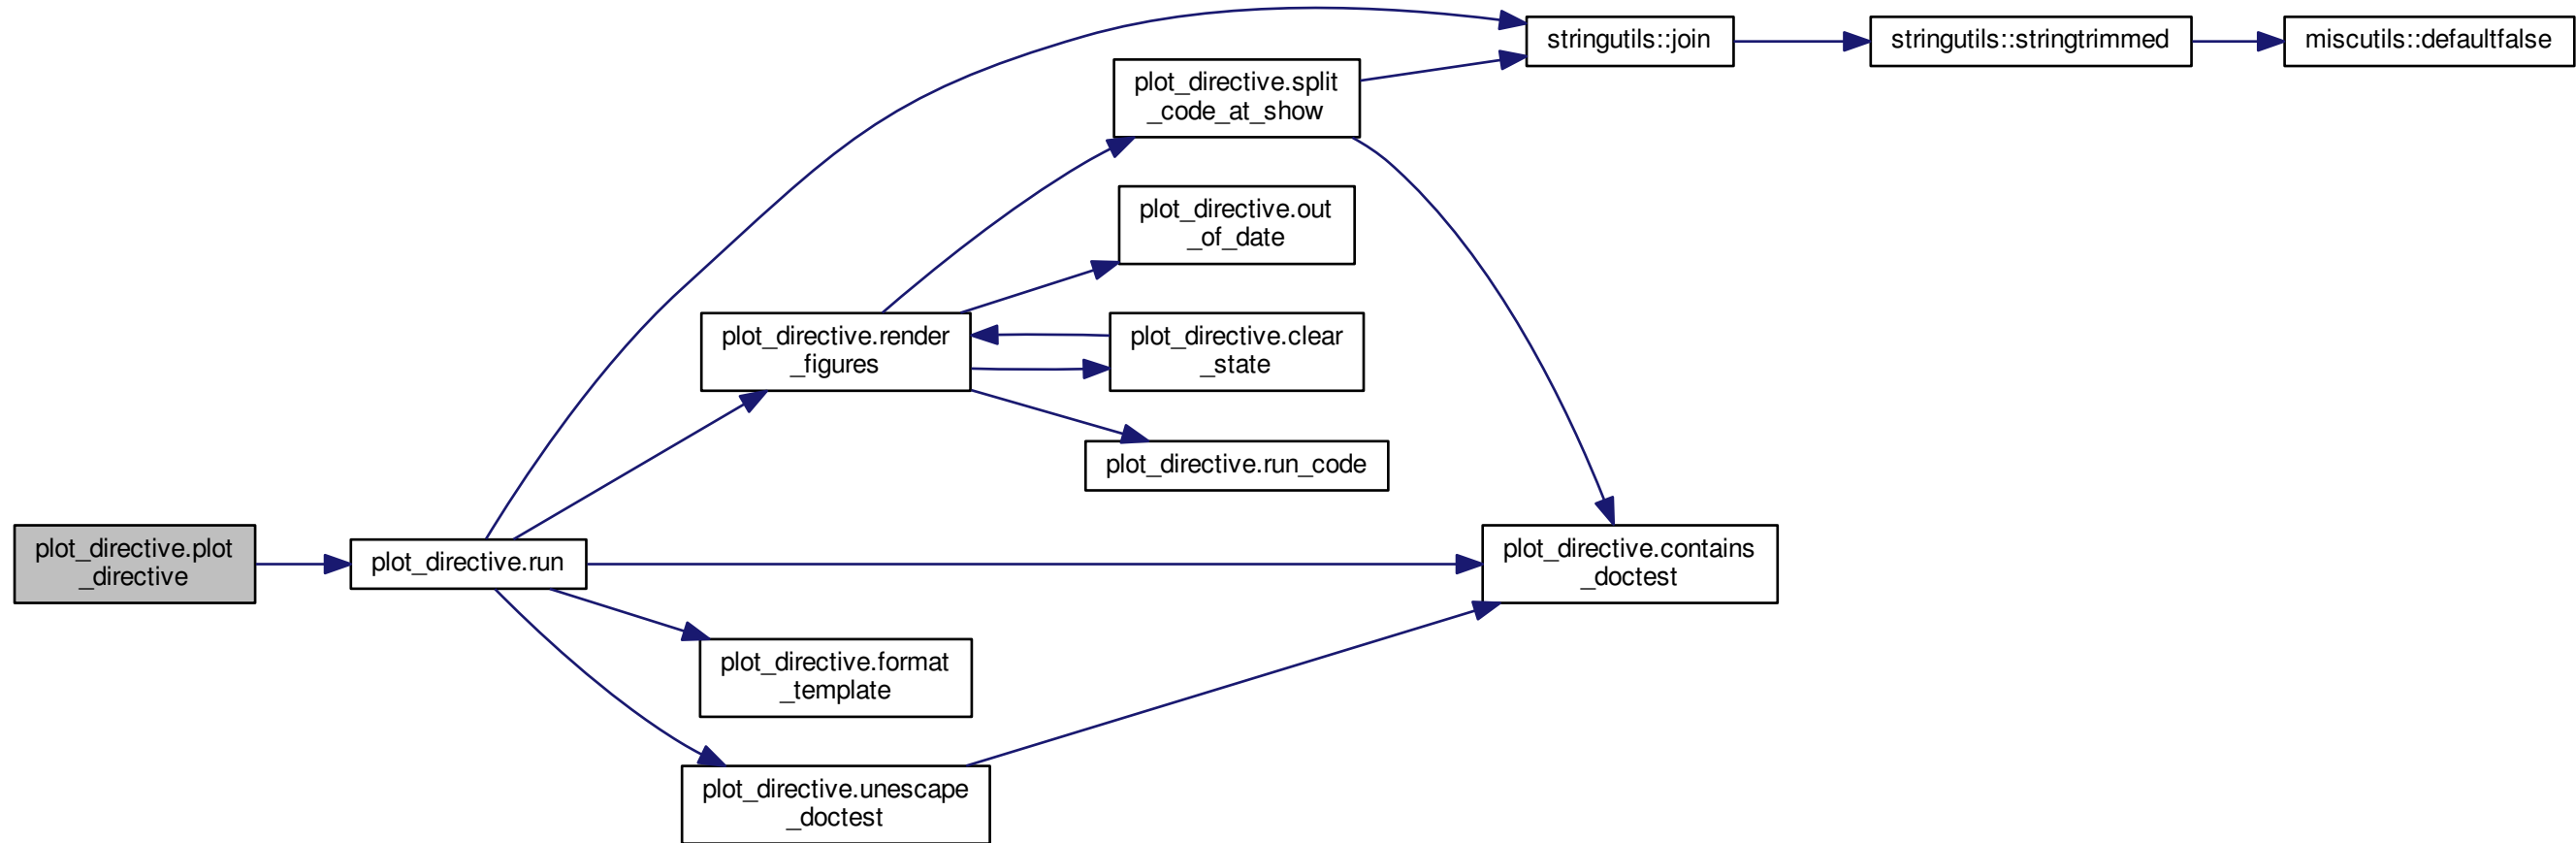 stringutils::join
stringutils::stringtrimmed
miscutils::defaultfalse
plot_directive.split
_code_at_show
plot_directive.out
_of_date
plot_directive.render
_figures
plot_directive.clear
_state
plot_directive.run_code
plot_directive.plot
_directive
plot_directive.run
plot_directive.contains
_doctest
plot_directive.format
_template
plot_directive.unescape
_doctest